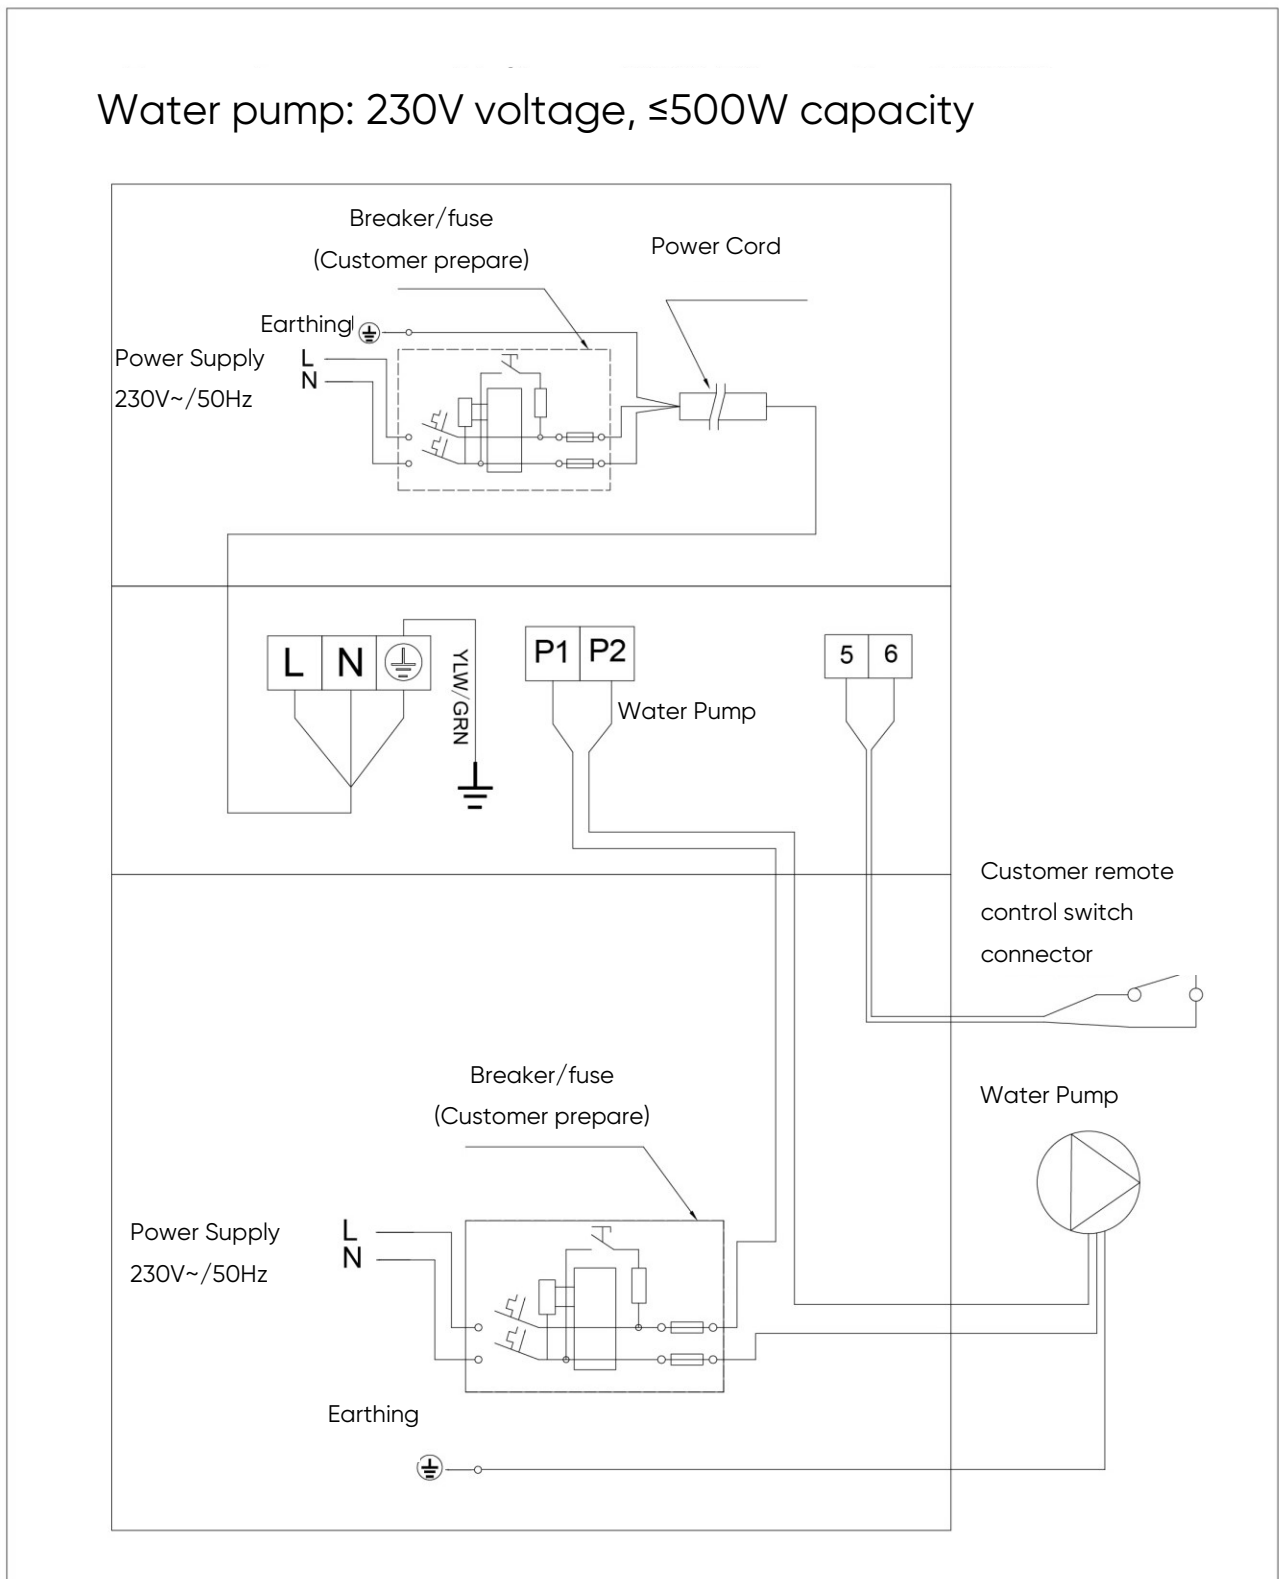 Water pump: 230V voltage, ≤500W capacity
Breaker/fuse
(Customer prepare)
Power Cord
Earthing
Power Supply
230V~/50Hz
L
N
L N
YLW/GRN
P1 P2
Water Pump
5 6
Customer remote
control switch
connector
Breaker/fuse
(Customer prepare)
Water Pump
Power Supply
230V~/50Hz
L
N
Earthing